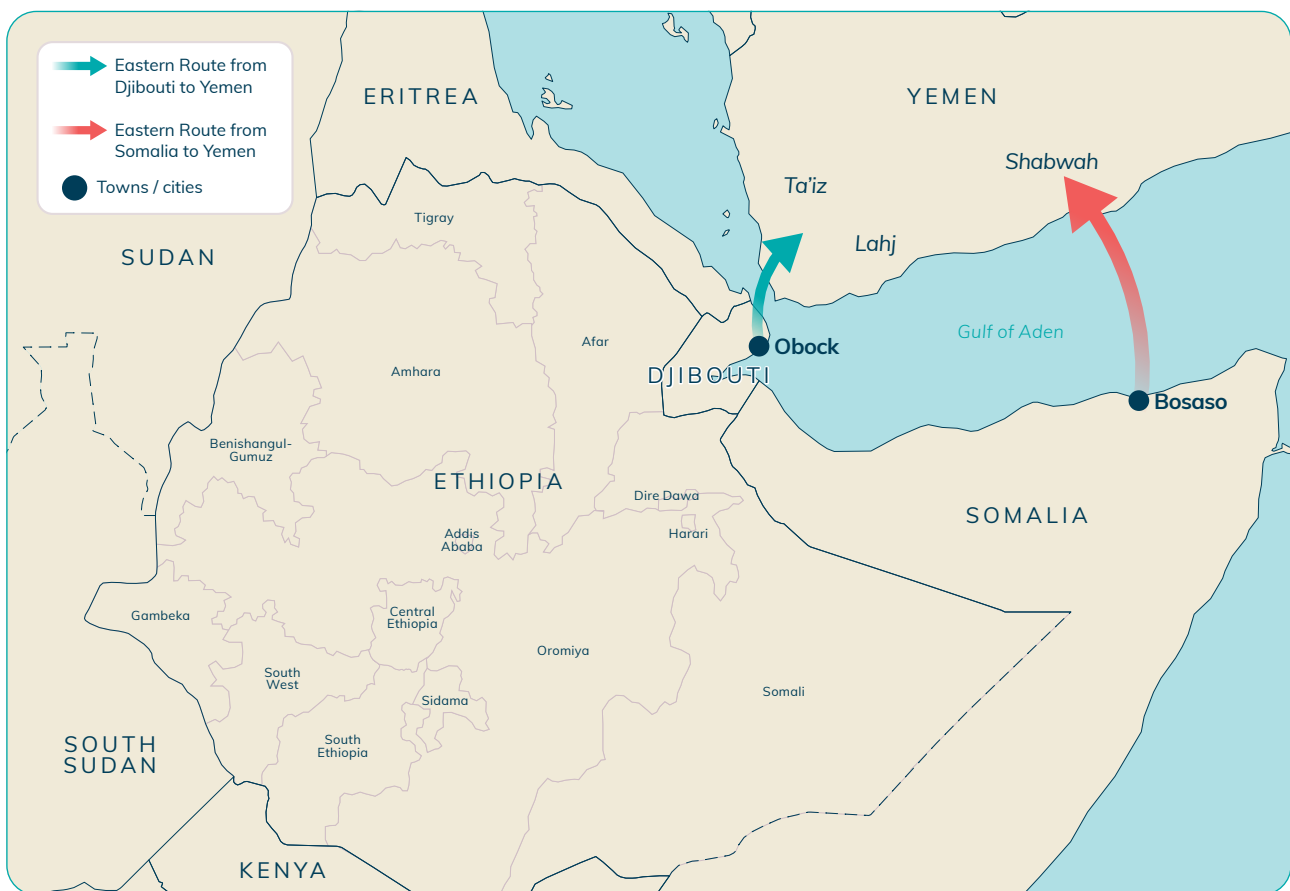 Eastern Route from
Djibouti to Yemen
Eastern Route from
Somalia to Yemen
Towns / cities
ERITREA
YEMEN
Shabwah
Ta'iz
Tigray
Lahj
SUDAN
Gulf of Aden
Afar
Obock
Amhara
DJIBOUTI
Bosaso
Benishangul-
Gumuz
ETHIOPIA
Dire Dawa
SOMALIA
Addis
Ababa
Harari
Gambeka
Central
Ethiopia
Oromiya
South
West
Sidama
Somali
South
Ethiopia
SOUTH
SUDAN
KENYA